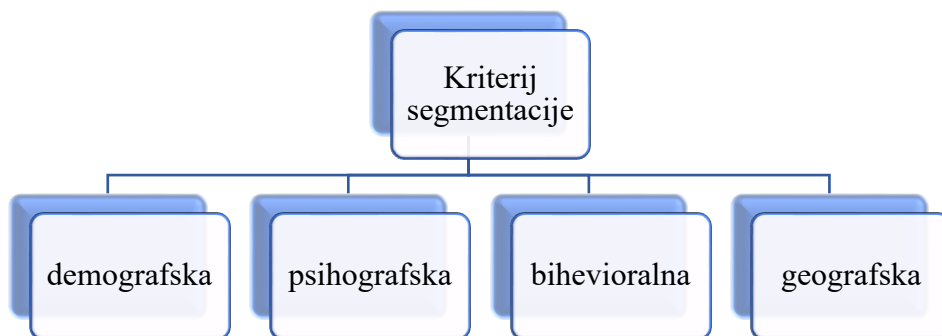 Kriterij
segmentacije
demografska
psihografska
bihevioralna
geografska